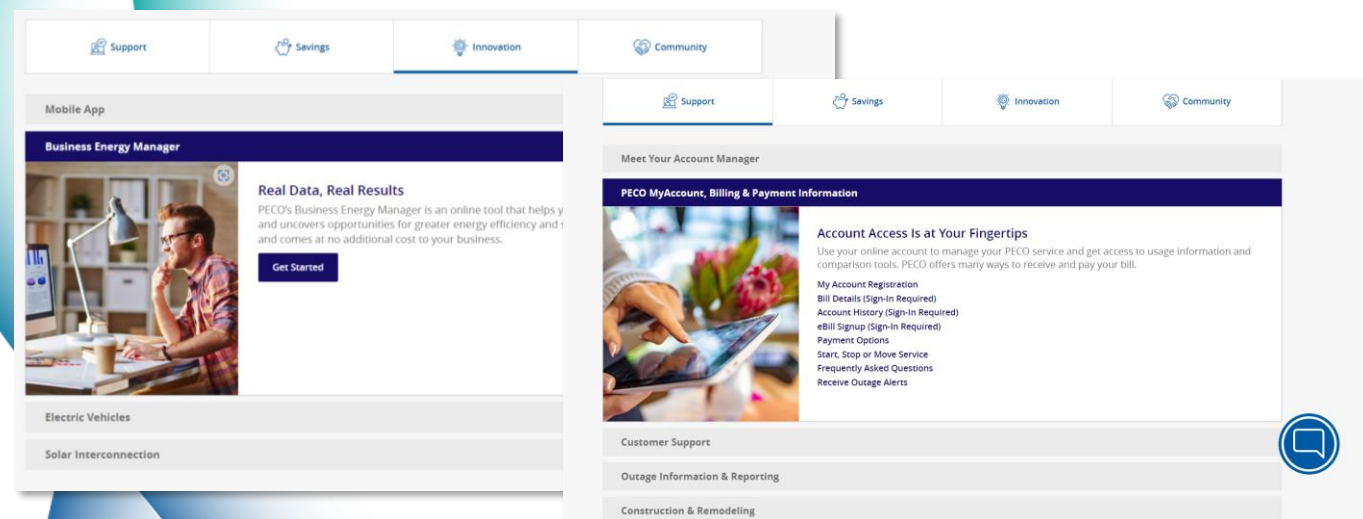 Support
Savings
Innovation
Community
Mobile App
Business Energy Manager
Real Data, Real Results
PECO's Business Energy Manager is an online tool that helps
and uncovers opportunities for greater energy efficiency and
and comes at no additional cost to your business.
Get Started
Electric Vehicles
Solar Interconnection
Support
Savings
Innovation
Community
Meet Your Account Manager
PECO MyAccount, Billing & Payment Information
Account Access Is at Your Fingertips
Use your online account to manage your PECO service and get access to usage information and
comparison tools. PECO offers many ways to receive and pay your bill.
My Account Registration
Bill Details (Sign-In Required)
Account History (Sign-In Required)
eBill Signup (Sign-In Required)
Payment Options
Start, Stop or Move Service
Frequently Asked Questions
Receive Outage Alerts
Customer Support
Outage Information & Reporting
Construction & Remodeling